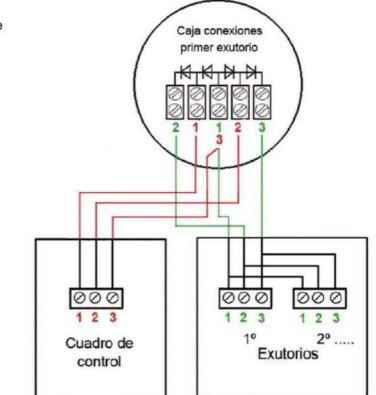 e
Caja conexiones
primer exutorio
2 1 1 2 3
3
1 2 3
Cuadro de
control
1 2 3 1 2 3
1º 2º .....
Exutorios